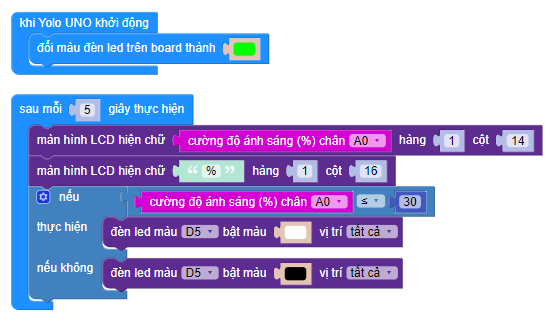 khi Yolo UNO khởi động
đổi màu đèn led trên board thành
sau mỗi 5 giây thực hiện
màn hình LCD hiện chữ cường độ ánh sáng (%) chân A0 hàng 1 cột 14
màn hình LCD hiện chữ “ % ” hàng 1 cột 16
nếu cường độ ánh sáng (%) chân A0 ≤ 30
thực hiện đèn led màu D5 bật màu vị trí tất cả
nếu không đèn led màu D5 bật màu vị trí tất cả